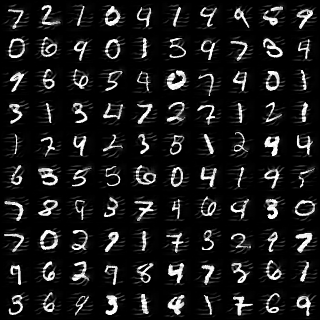 7 2 1 0 4 1 4 9 5 9
0 6 9 0 1 5 9 7 3 4
9 6 6 5 4 0 7 4 0 1
3 1 3 4 7 2 7 1 2 1
1 7 4 2 3 5 1 2 4 4
6 3 5 5 6 0 4 1 9 5
7 8 9 3 7 4 6 4 3 0
7 0 2 9 1 7 3 2 9 7
7 6 2 7 8 4 7 3 6 1
3 6 9 3 1 4 1 7 6 9